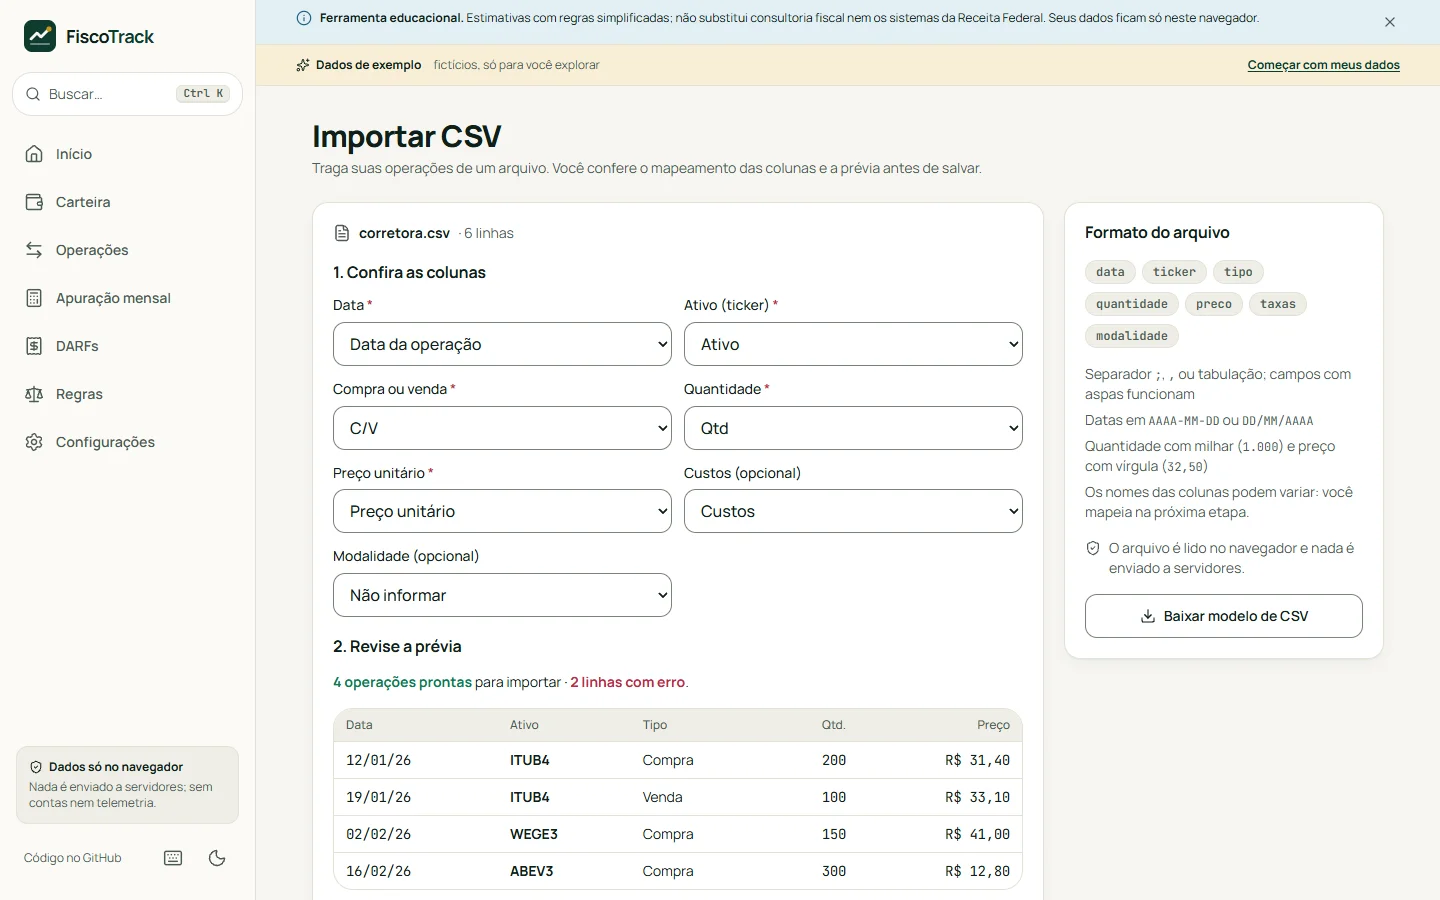 FiscoTrack
Buscar...
Ctrl K
Início
Carteira
Operações
Apuração mensal
DARFs
Regras
Configurações
Dados só no navegador
Nada é enviado a servidores; sem
contas nem telemetria.
Código no GitHub
Ferramenta educacional. Estimativas com regras simplificadas; não substitui consultoria fiscal nem os sistemas da Receita Federal. Seus dados ficam só neste navegador.
Dados de exemplo fictícios, só para você explorar
Começar com meus dados
Importar CSV
Traga suas operações de um arquivo. Você confere o mapeamento das colunas e a prévia antes de salvar.
corretora.csv · 6 linhas
1. Confira as colunas
Data *
Ativo (ticker) *
Data da operação
Ativo
Compra ou venda *
Quantidade *
C/V
Qtd
Preço unitário *
Custos (opcional)
Preço unitário
Custos
Modalidade (opcional)
Não informar
2. Revise a prévia
4 operações prontas para importar · 2 linhas com erro.
Data Ativo Tipo Qtd. Preço
12/01/26 ITUB4 Compra 200 R$ 31,40
19/01/26 ITUB4 Venda 100 R$ 33,10
02/02/26 WEGE3 Compra 150 R$ 41,00
16/02/26 ABEV3 Compra 300 R$ 12,80
Formato do arquivo
data ticker tipo
quantidade preco taxas
modalidade
Separador ;, , ou tabulação; campos com
aspas funcionam
Datas em AAAA-MM-DD ou DD/MM/AAAA
Quantidade com milhar (1.000) e preço
com vírgula (32,50)
Os nomes das colunas podem variar: você
mapeia na próxima etapa.
O arquivo é lido no navegador e nada é
enviado a servidores.
Baixar modelo de CSV